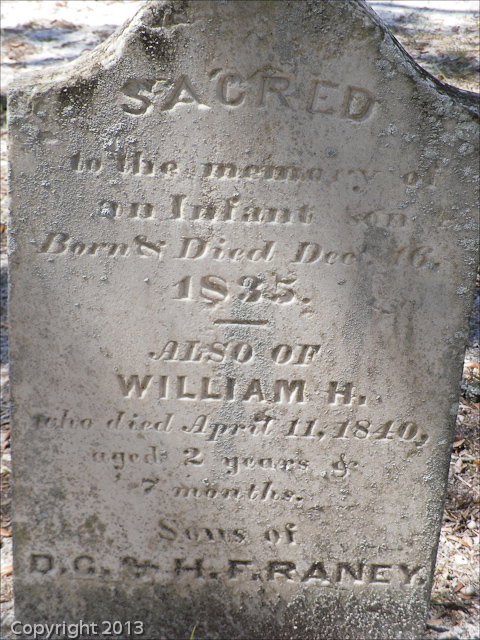 SACRED
to the memory of
an Infant son
Born & Died Dec. 16.
1835.
ALSO OF
WILLIAM H.
who died April 11, 1840,
aged 2 years &
7 months.
Sons of
D. G. & H. F. RANEY.
Copyright 2013